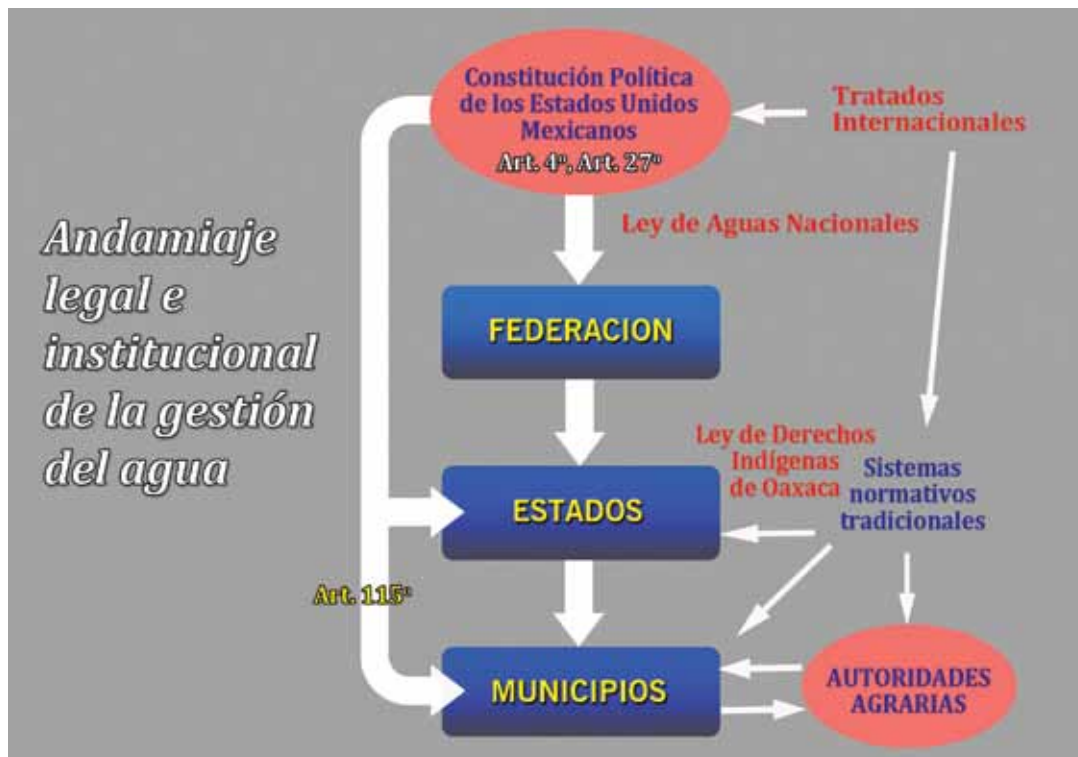 Constitución Política
de los Estados Unidos
Mexicanos
Art. 4º, Art. 27º
Tratados
Internacionales
Ley de Aguas Nacionales
Andamiaje
legal e
institucional
de la gestión
del agua
FEDERACION
Ley de Derechos
Indígenas
de Oaxaca
Sistemas
normativos
tradicionales
ESTADOS
Art. 115º
MUNICIPIOS
AUTORIDADES
AGRARIAS